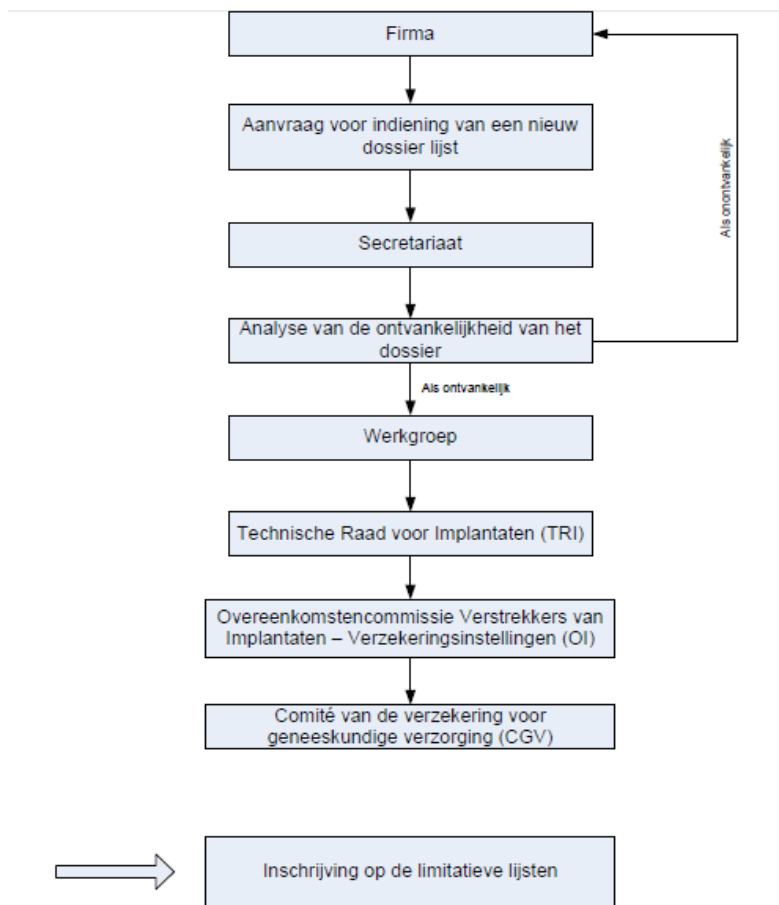 Firma
Aanvraag voor indiening van een nieuw
dossier lijst
Als onontvankelijk
Secretariaat
Analyse van de ontvankelijkheid van het
dossier
Als ontvankelijk
Werkgroep
Technische Raad voor Implantaten (TRI)
Overeenkomstencommissie Verstrekkers van
Implantaten – Verzekeringsinstellingen (OI)
Comité van de verzekering voor
geneeskundige verzorging (CGV)
Inschrijving op de limitatieve lijsten